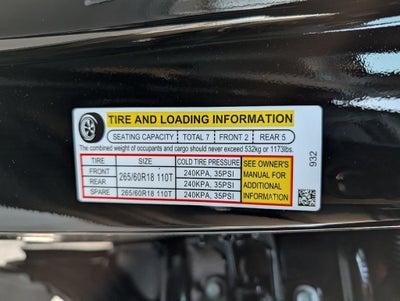 TIRE AND LOADING INFORMATION
SEATING CAPACITY | TOTAL 7 | FRONT 2 | REAR 5
The combined weight of occupants and cargo should never exceed 532kg or 1173lbs.
TIRE SIZE COLD TIRE PRESSURE
FRONT 265/60R18 110T 240KPA, 35PSI
REAR 240KPA, 35PSI
SPARE 265/60R18 110T 240KPA, 35PSI
SEE OWNER'S
MANUAL FOR
ADDITIONAL
INFORMATION
932